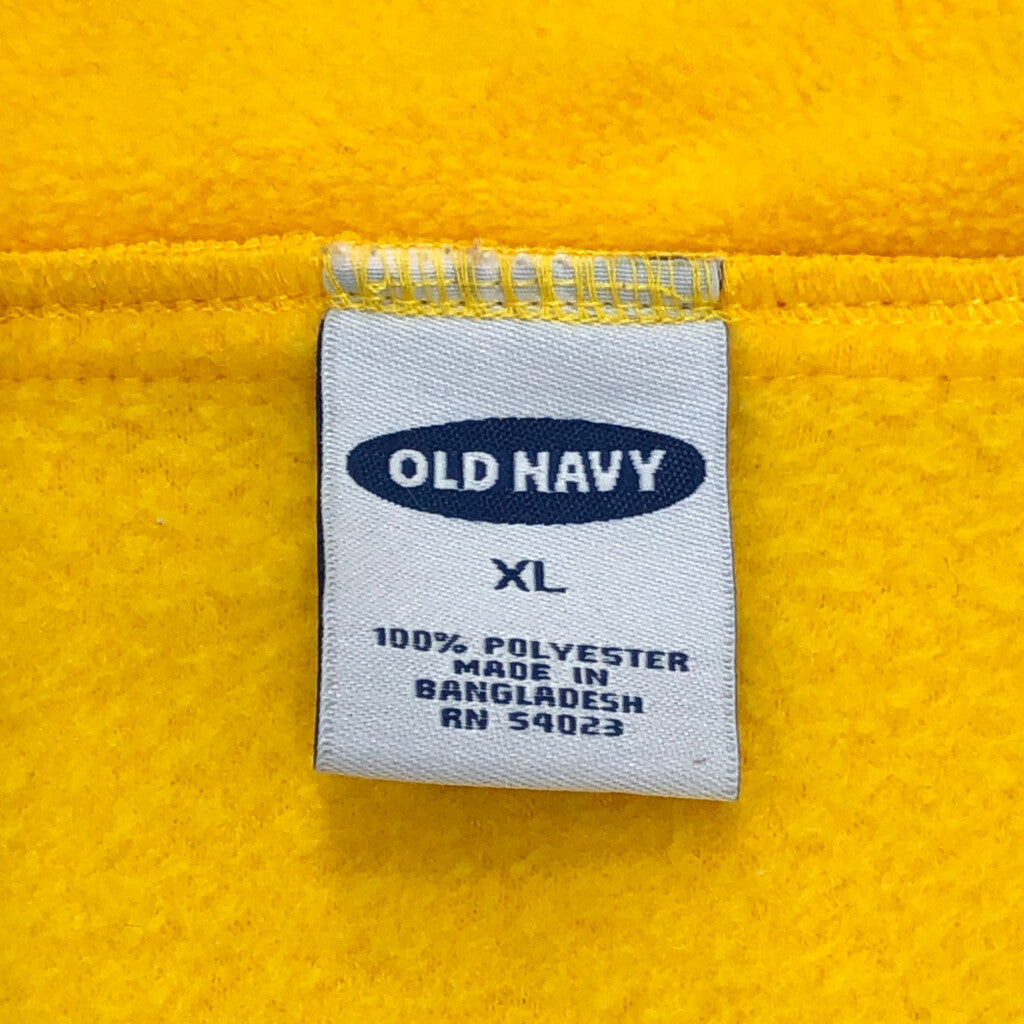 OLD NAVY
XL
100% POLYESTER
MADE IN
BANGLADESH
RN 54023